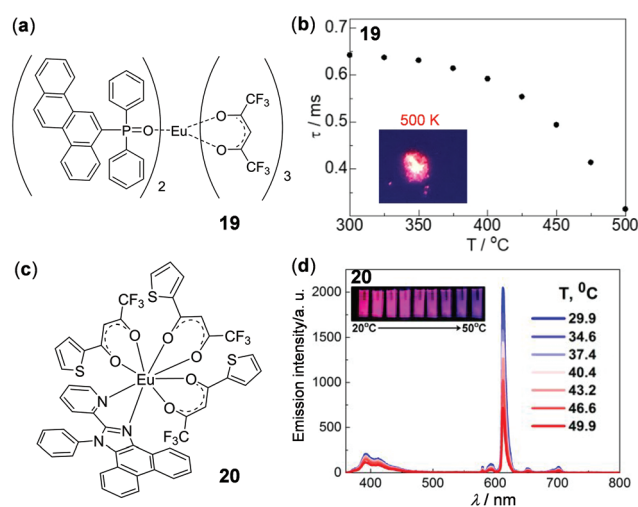 (a)
P
O
Eu
O
O
CF3
CF3
2
3
19
(b)
19
0.7
0.6
0.5
0.4
τ / ms
500 K
300 350 400 450 500
T / °C
(c)
S
CF3
S
CF3
O
O
O
O
S
Eu
O
O
N
N
N
CF3
20
(d)
20
20°C
50°C
2000
1500
1000
500
0
Emission intensity/a. u.
T, ⁰C
29.9
34.6
37.4
40.4
43.2
46.6
49.9
400 500 600 700 800
λ / nm